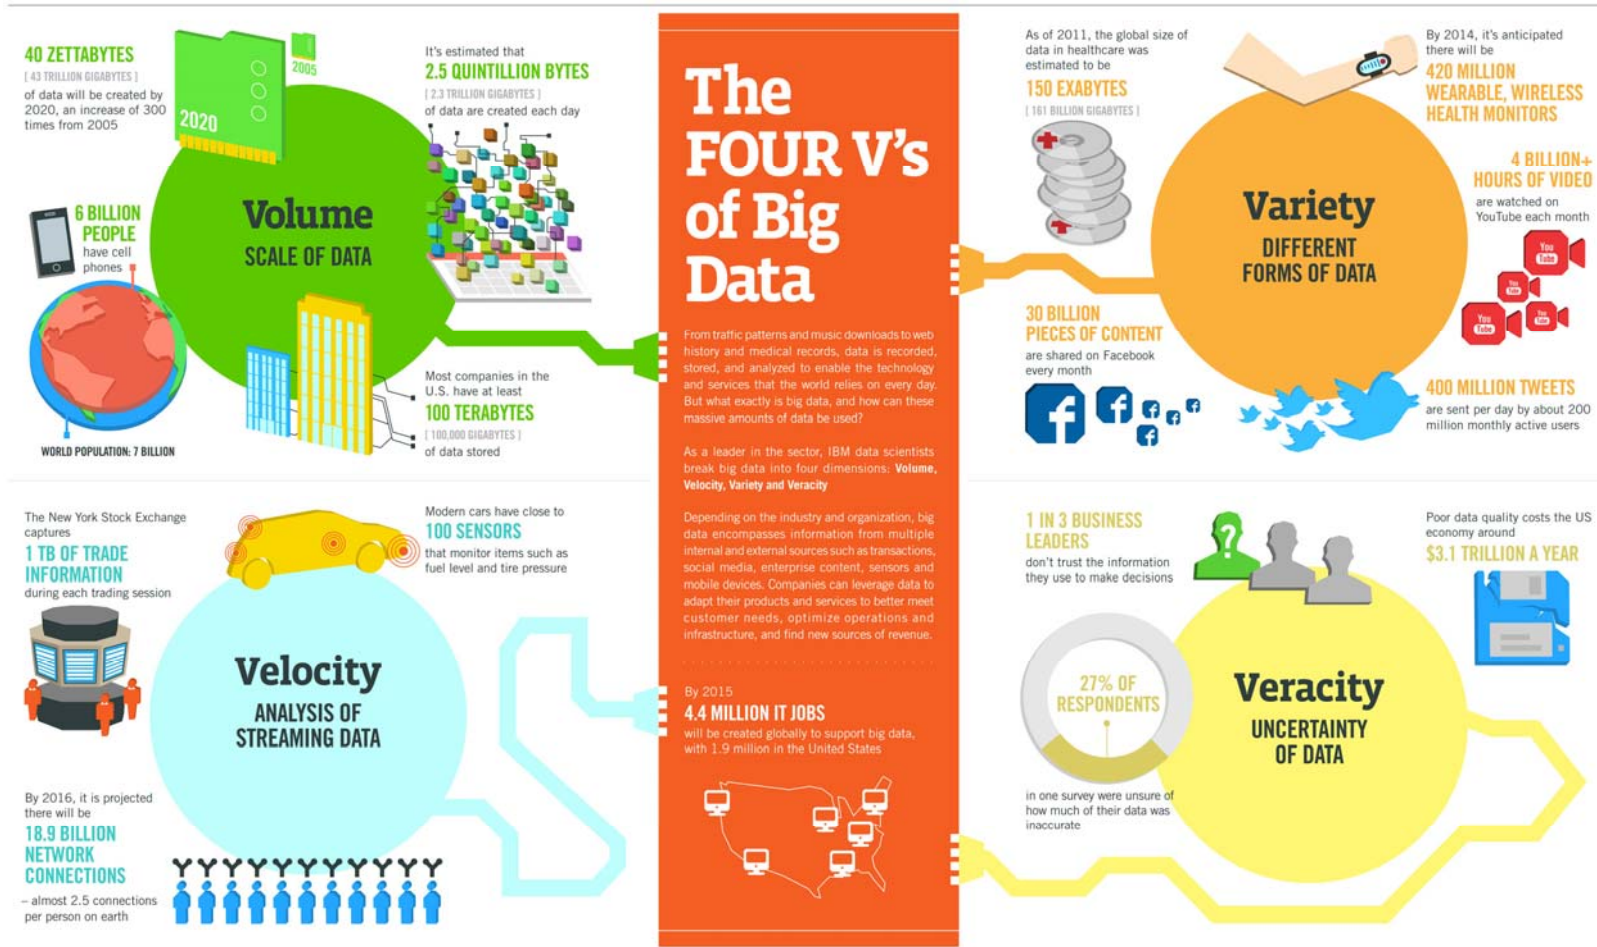 40 ZETTABYTES
[ 43 TRILLION GIGABYTES ]
of data will be created by
2020, an increase of 300
times from 2005
2020
2005
It's estimated that
2.5 QUINTILLION BYTES
[ 2.3 TRILLION GIGABYTES ]
of data are created each day
6 BILLION
PEOPLE
have cell
phones
WORLD POPULATION: 7 BILLION
Volume
SCALE OF DATA
Most companies in the
U.S. have at least
100 TERABYTES
[ 100,000 GIGABYTES ]
of data stored
The New York Stock Exchange
captures
1 TB OF TRADE
INFORMATION
during each trading session
Modern cars have close to
100 SENSORS
that monitor items such as
fuel level and tire pressure
Velocity
ANALYSIS OF
STREAMING DATA
By 2016, it is projected
there will be
18.9 BILLION
NETWORK
CONNECTIONS
– almost 2.5 connections
per person on earth
The
FOUR V's
of Big
Data
From traffic patterns and music downloads to web
history and medical records, data is recorded,
stored, and analyzed to enable the technology
and services that the world relies on every day.
But what exactly is big data, and how can these
massive amounts of data be used?
As a leader in the sector, IBM data scientists
break big data into four dimensions: Volume,
Velocity, Variety and Veracity
Depending on the industry and organization, big
data encompasses information from multiple
internal and external sources such as transactions,
social media, enterprise content, sensors and
mobile devices. Companies can leverage data to
adapt their products and services to better meet
customer needs, optimize operations and
infrastructure, and find new sources of revenue.
By 2015
4.4 MILLION IT JOBS
will be created globally to support big data,
with 1.9 million in the United States
As of 2011, the global size of
data in healthcare was
estimated to be
150 EXABYTES
[ 161 BILLION GIGABYTES ]
By 2014, it's anticipated
there will be
420 MILLION
WEARABLE, WIRELESS
HEALTH MONITORS
4 BILLION+
HOURS OF VIDEO
are watched on
YouTube each month
You
Tube
You
Tube
You
Tube
You
Tube
Variety
DIFFERENT
FORMS OF DATA
30 BILLION
PIECES OF CONTENT
are shared on Facebook
every month
f
f
f
f
f
f
400 MILLION TWEETS
are sent per day by about 200
million monthly active users
1 IN 3 BUSINESS
LEADERS
don't trust the information
they use to make decisions
?
Poor data quality costs the US
economy around
$3.1 TRILLION A YEAR
27% OF
RESPONDENTS
in one survey were unsure of
how much of their data was
inaccurate
Veracity
UNCERTAINTY
OF DATA